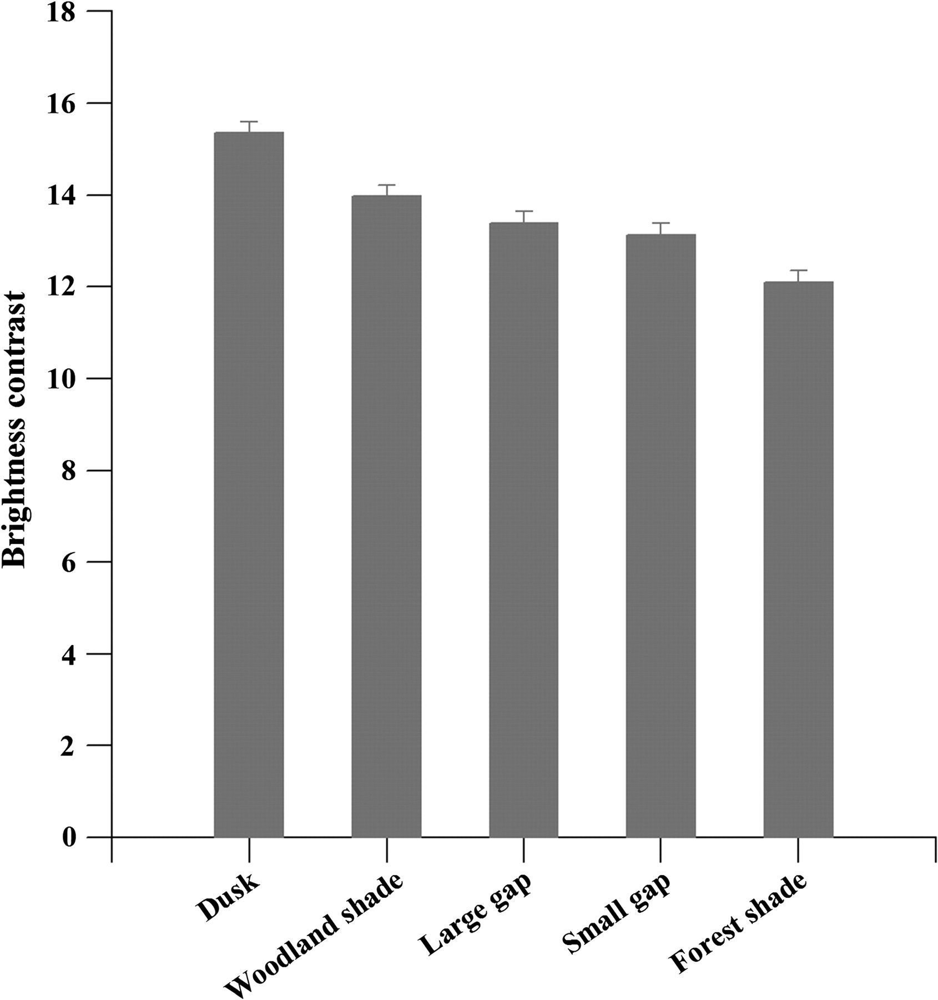 18
16
14
12
10
8
6
4
2
0
Brightness contrast
Dusk
Woodland shade
Large gap
Small gap
Forest shade